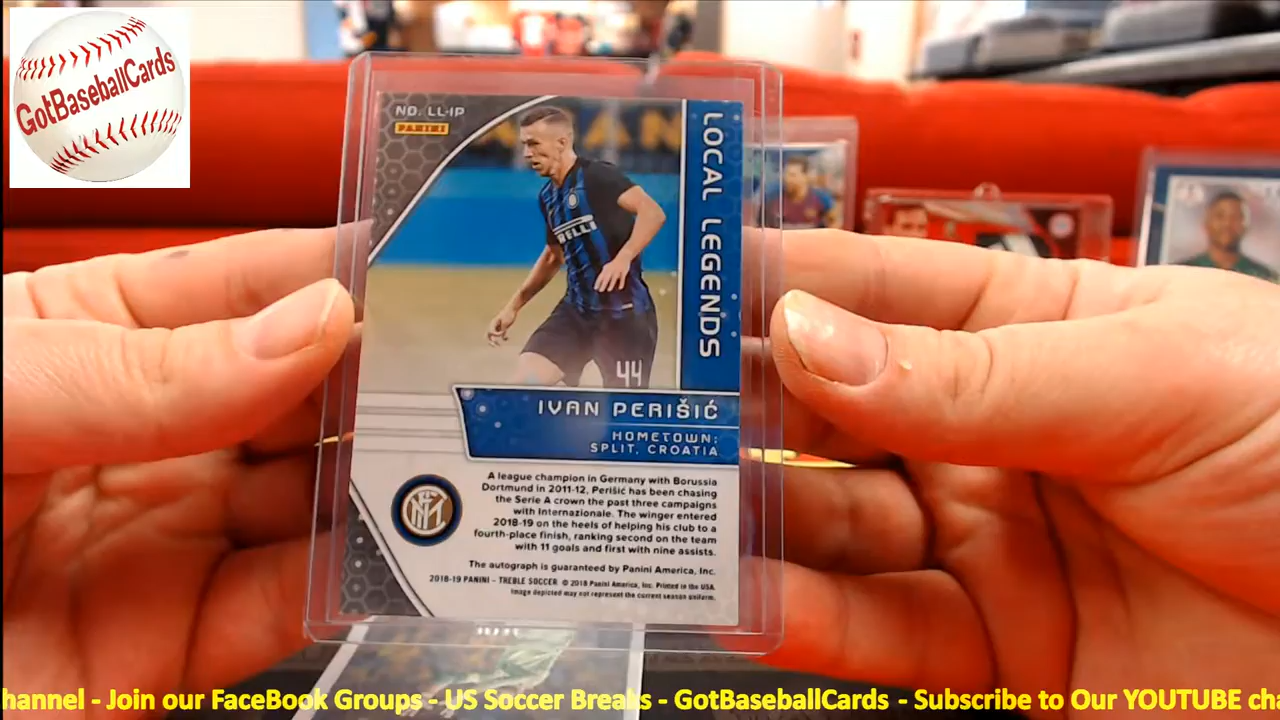 GotBaseballCards
NO. LL-IP
PANINI
LOCAL LEGENDS
44
IVAN PERIŠIĆ
HOMETOWN:
SPLIT, CROATIA
A league champion in Germany with Borussia
Dortmund in 2011-12, Perišić has been chasing
the Serie A crown the past three campaigns
with Internazionale. The winger entered
2018-19 on the heels of helping his club to a
fourth-place finish, ranking second on the team
with 11 goals and first with nine assists.
The autograph is guaranteed by Panini America, Inc.
2018-19 PANINI - TREBLE SOCCER © 2018 Panini America, Inc. Printed in the USA.
Image depicted may not represent the current season uniform.
hannel - Join our FaceBook Groups - US Soccer Breaks - GotBaseballCards - Subscribe to Our YOUTUBE cha